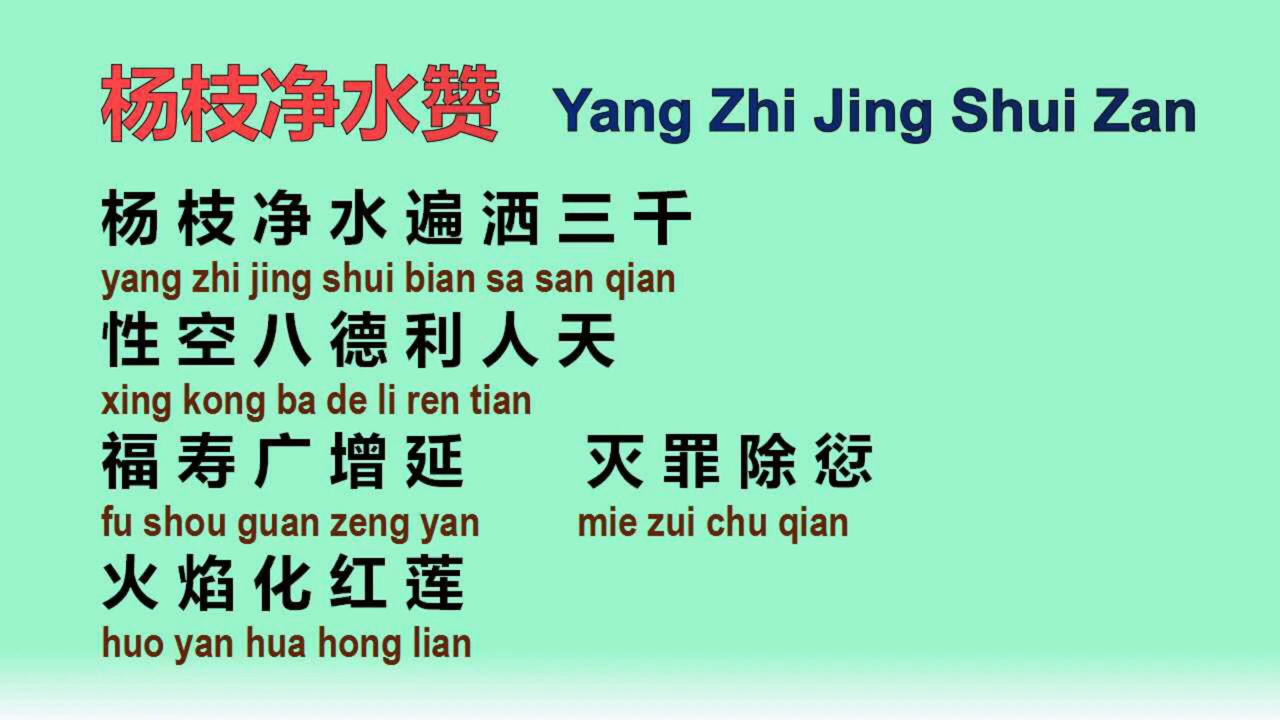 杨枝净水赞 Yang Zhi Jing Shui Zan
杨枝净水遍洒三千
yang zhi jing shui bian sa san qian
性空八德利人天
xing kong ba de li ren tian
福寿广增延 灭罪除愆
fu shou guan zeng yan mie zui chu qian
火焰化红莲
huo yan hua hong lian